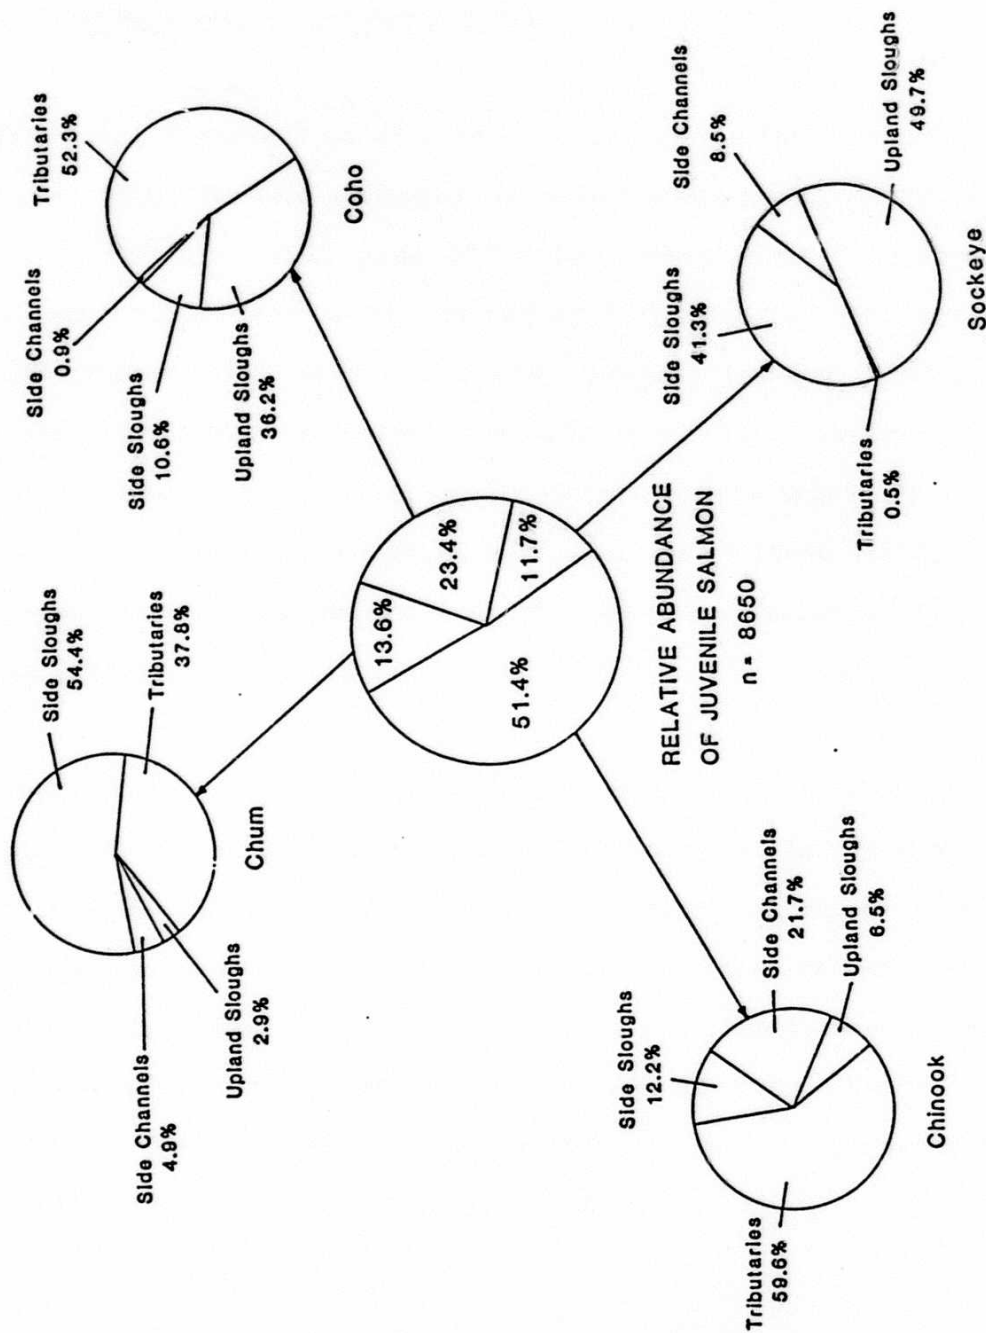 Side Sloughs
54.4%
Tributaries
37.8%
Side Channels
4.9%
Upland Sloughs
2.9%
Chum
Tributaries
52.3%
Side Channels
0.9%
Side Sloughs
10.6%
Upland Sloughs
36.2%
Coho
13.6%
23.4%
11.7%
51.4%
RELATIVE ABUNDANCE
OF JUVENILE SALMON
n = 8650
Side Sloughs
12.2%
Side Channels
21.7%
Upland Sloughs
6.5%
Tributaries
59.6%
Chinook
Side Channels
8.5%
Side Sloughs
41.3%
Upland Sloughs
49.7%
Tributaries
0.5%
Sockeye